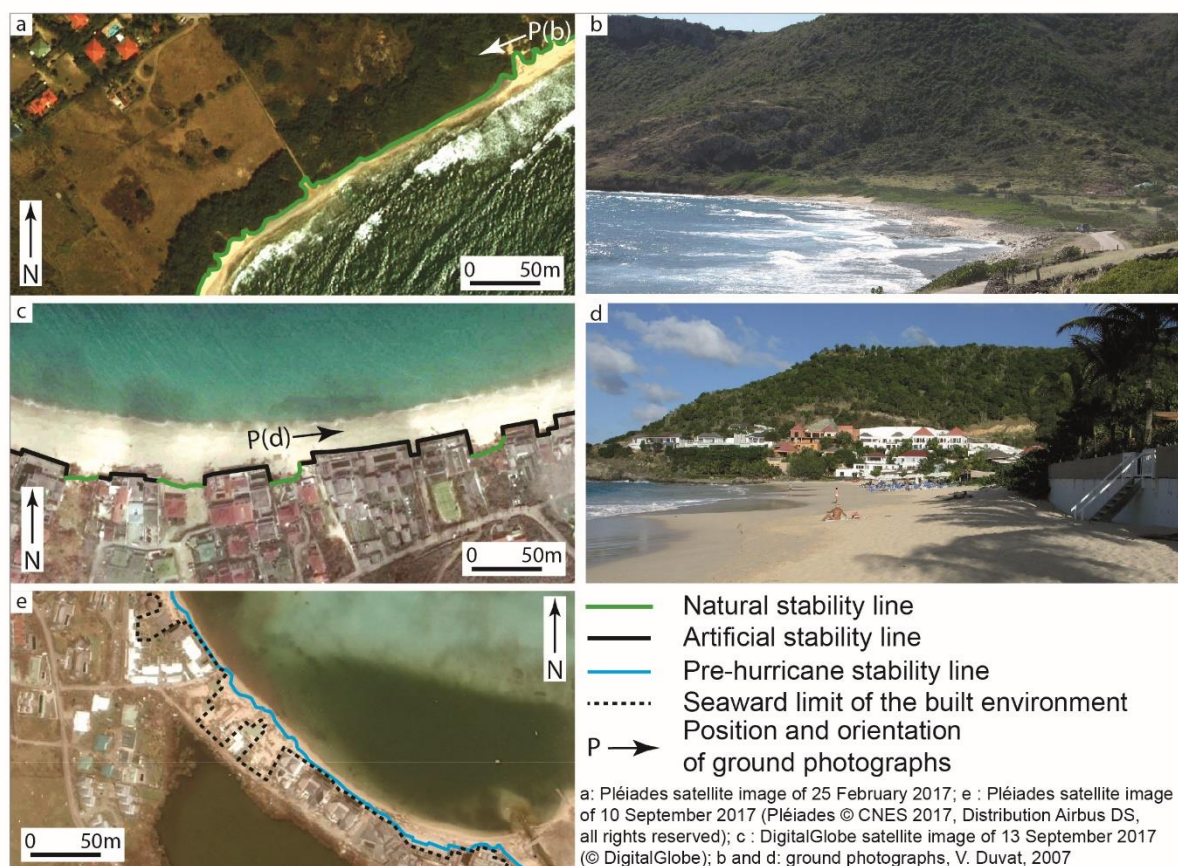 a
P(b)
N
0 50m
b
c
P(d)
N
0 50m
d
e
N
0 50m
Natural stability line
Artificial stability line
Pre-hurricane stability line
Seaward limit of the built environment
P Position and orientation
of ground photographs
a: Pléiades satellite image of 25 February 2017; e : Pléiades satellite image
of 10 September 2017 (Pléiades © CNES 2017, Distribution Airbus DS,
all rights reserved); c : DigitalGlobe satellite image of 13 September 2017
(© DigitalGlobe); b and d: ground photographs, V. Duvat, 2007